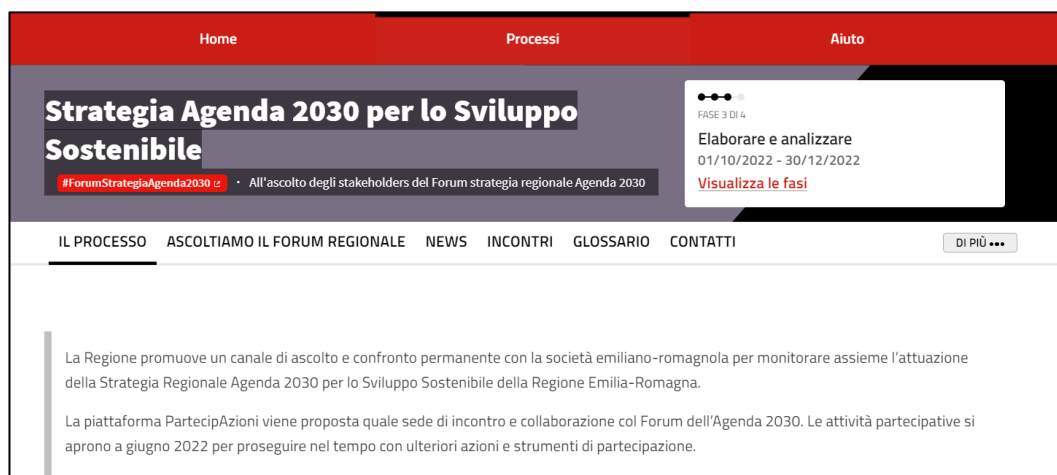 Home Processi Aiuto
Strategia Agenda 2030 per lo Sviluppo
Sostenibile
#ForumStrategiaAgenda2030 · All'ascolto degli stakeholders del Forum strategia regionale Agenda 2030
FASE 3 DI 4
Elaborare e analizzare
01/10/2022 - 30/12/2022
Visualizza le fasi
IL PROCESSO ASCOLTIAMO IL FORUM REGIONALE NEWS INCONTRI GLOSSARIO CONTATTI DI PIÙ •••
La Regione promuove un canale di ascolto e confronto permanente con la società emiliano-romagnola per monitorare assieme l'attuazione
della Strategia Regionale Agenda 2030 per lo Sviluppo Sostenibile della Regione Emilia-Romagna.
La piattaforma PartecipAzioni viene proposta quale sede di incontro e collaborazione col Forum dell'Agenda 2030. Le attività partecipative si
aprono a giugno 2022 per proseguire nel tempo con ulteriori azioni e strumenti di partecipazione.